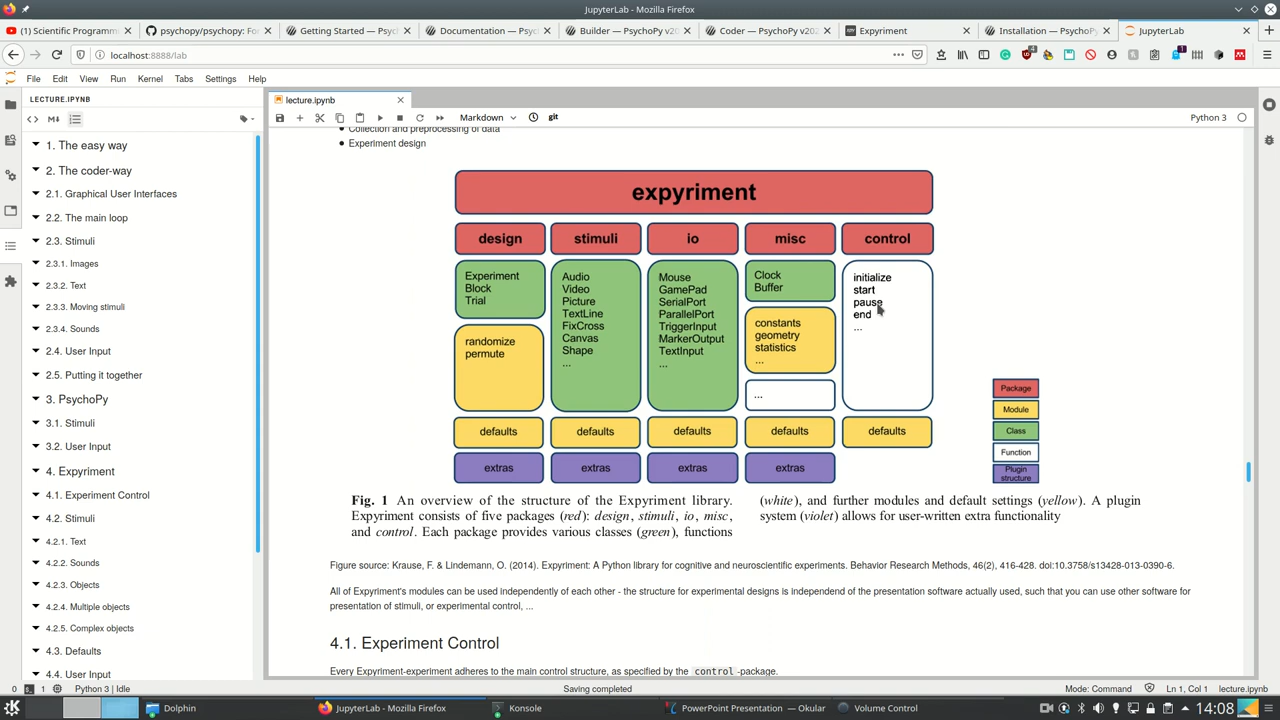 JupyterLab — Mozilla Firefox
(1) Scientific Programm
psychopy/psychopy: Fo
Getting Started — Psyc
Documentation — Psyc
Builder — PsychoPy v20
Coder — PsychoPy v202
Expyriment
Installation — PsychoPy
JupyterLab
localhost:8888/lab
File Edit View Run Kernel Tabs Settings Help
LECTURE.IPYNB
lecture.ipynb
Markdown
git
Python 3
1. The easy way
2. The coder-way
2.1. Graphical User Interfaces
2.2. The main loop
2.3. Stimuli
2.3.1. Images
2.3.2. Text
2.3.3. Moving stimuli
2.3.4. Sounds
2.4. User Input
2.5. Putting it together
3. PsychoPy
3.1. Stimuli
3.2. User Input
4. Expyriment
4.1. Experiment Control
4.2. Stimuli
4.2.1. Text
4.2.2. Sounds
4.2.3. Objects
4.2.4. Multiple objects
4.2.5. Complex objects
4.3. Defaults
4.4. User Input
Collection and preprocessing of data
Experiment design
expyriment
design
stimuli
io
misc
control
Experiment
Block
Trial
randomize
permute
defaults
extras
Audio
Video
Picture
TextLine
FixCross
Canvas
Shape
...
defaults
extras
Mouse
GamePad
SerialPort
ParallelPort
TriggerInput
MarkerOutput
TextInput
...
defaults
extras
Clock
Buffer
constants
geometry
statistics
...
...
defaults
extras
initialize
start
pause
end
...
defaults
Package
Module
Class
Function
Plugin
structure
Fig. 1 An overview of the structure of the Expyriment library.
Expyriment consists of five packages (red): design, stimuli, io, misc,
and control. Each package provides various classes (green), functions
(white), and further modules and default settings (yellow). A plugin
system (violet) allows for user-written extra functionality
Figure source: Krause, F. & Lindemann, O. (2014). Expyriment: A Python library for cognitive and neuroscientific experiments. Behavior Research Methods, 46(2), 416-428. doi:10.3758/s13428-013-0390-6.
All of Expyriment's modules can be used independently of each other - the structure for experimental designs is independend of the presentation software actually used, such that you can use other software for
presentation of stimuli, or experimental control, ...
4.1. Experiment Control
Every Expyriment-experiment adheres to the main control structure, as specified by the control -package.
0 1 Python 3 | Idle
Saving completed
Mode: Command
Ln 1, Col 1
lecture.ipynb
Dolphin
JupyterLab — Mozilla Firefox
Konsole
PowerPoint Presentation — Okular
Volume Control
14:08